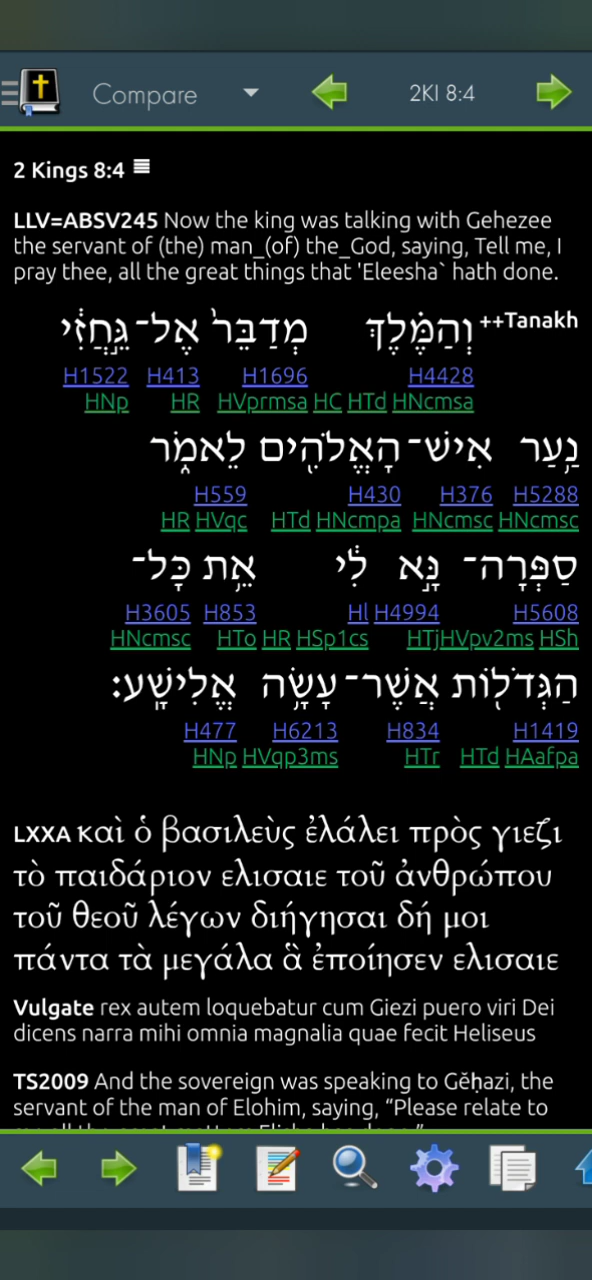 Compare 2KI 8:4
2 Kings 8:4
LLV=ABSV245 Now the king was talking with Gehezee
the servant of (the) man_(of) the_God, saying, Tell me, I
pray thee, all the great things that 'Eleesha` hath done.
++Tanakh וְהַמֶּ֗לֶךְ מְדַבֵּר֙ אֶל־גֵּ֣חֲזִ֔י
H1522 H413 H1696 H4428
HNp HR HVprmsa HC HTd HNcmsa
נַ֥עַר אִישׁ־הָאֱלֹהִ֖ים לֵאמֹ֑ר
H559 H430 H376 H5288
HR HVqc HTd HNcmpa HNcmsc HNcmsc
סַפְּרָה־ נָּ֣א לִ֔י אֵ֥ת כָּל־
H3605 H853 Hl H4994 H5608
HNcmsc HTo HR HSp1cs HTjHVpv2ms HSh
הַגְּדֹל֖וֹת אֲשֶׁר־עָשָׂ֥ה אֱלִישָֽׁע׃
H477 H6213 H834 H1419
HNp HVqp3ms HTr HTd HAafpa
LXXA καὶ ὁ βασιλεὺς ἐλάλει πρὸς γιεζι
τὸ παιδάριον ελισαιε τοῦ ἀνθρώπου
τοῦ θεοῦ λέγων διήγησαι δή μοι
πάντα τὰ μεγάλα ἃ ἐποίησεν ελισαιε
Vulgate rex autem loquebatur cum Giezi puero viri Dei
dicens narra mihi omnia magnalia quae fecit Heliseus
TS2009 And the sovereign was speaking to Gĕḥazi, the
servant of the man of Elohim, saying, “Please relate to